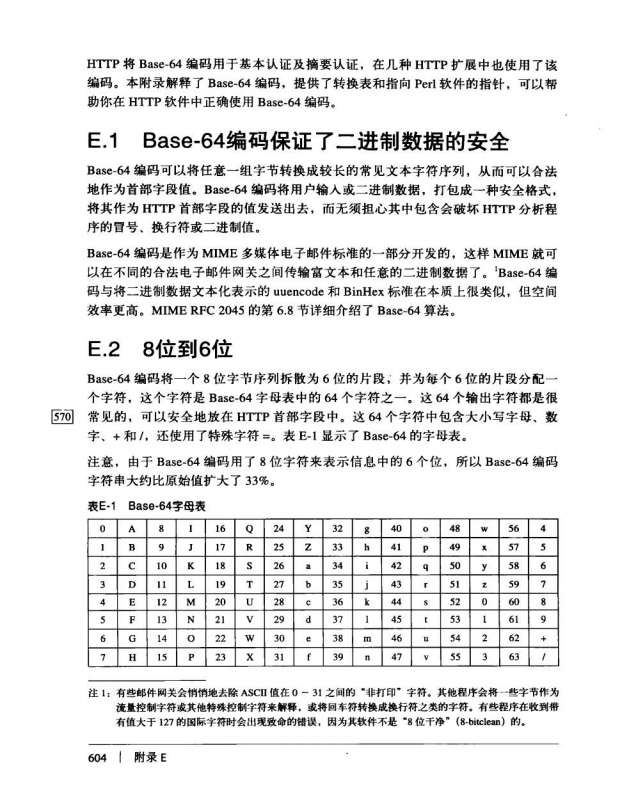 HTTP 将 Base-64 编码用于基本认证及摘要认证，在几种 HTTP 扩展中也使用了该
编码。本附录解释了 Base-64 编码，提供了转换表和指向 Perl 软件的指针，可以帮
助你在 HTTP 软件中正确使用 Base-64 编码。
E.1 Base-64编码保证了二进制数据的安全
Base-64 编码可以将任意一组字节转换成较长的常见文本字符序列，从而可以合法
地作为首部字段值。Base-64 编码将用户输入或二进制数据，打包成一种安全格式，
将其作为 HTTP 首部字段的值发送出去，而无须担心其中包含会破坏 HTTP 分析程
序的冒号、换行符或二进制值。
Base-64 编码是作为 MIME 多媒体电子邮件标准的一部分开发的，这样 MIME 就可
以在不同的合法电子邮件网关之间传输富文本和任意的二进制数据了。¹Base-64 编
码与将二进制数据文本化表示的 uuencode 和 BinHex 标准在本质上很类似，但空间
效率更高。MIME RFC 2045 的第 6.8 节详细介绍了 Base-64 算法。
E.2 8位到6位
Base-64 编码将一个 8 位字节序列拆散为 6 位的片段，并为每个 6 位的片段分配一
个字符，这个字符是 Base-64 字母表中的 64 个字符之一。这 64 个输出字符都是很
570 常见的，可以安全地放在 HTTP 首部字段中。这 64 个字符中包含大小写字母、数
字、+ 和 /，还使用了特殊字符 =。表 E-1 显示了 Base-64 的字母表。
注意，由于 Base-64 编码用了 8 位字符来表示信息中的 6 个位，所以 Base-64 编码
字符串大约比原始值扩大了 33%。
表E-1 Base-64字母表
0 A 8 I 16 Q 24 Y 32 g 40 o 48 w 56 4
1 B 9 J 17 R 25 Z 33 h 41 p 49 x 57 5
2 C 10 K 18 S 26 a 34 i 42 q 50 y 58 6
3 D 11 L 19 T 27 b 35 j 43 r 51 z 59 7
4 E 12 M 20 U 28 c 36 k 44 s 52 0 60 8
5 F 13 N 21 V 29 d 37 l 45 t 53 1 61 9
6 G 14 O 22 W 30 e 38 m 46 u 54 2 62 +
7 H 15 P 23 X 31 f 39 n 47 v 55 3 63 /
注 1：有些邮件网关会悄悄地去除 ASCII 值在 0 ~ 31 之间的“非打印”字符。其他程序会将一些字节作为
流量控制字符或其他特殊控制字符来解释，或将回车符转换成换行符之类的字符。有些程序在收到带
有值大于 127 的国际字符时会出现致命的错误，因为其软件不是“8 位干净”(8-bitclean) 的。
604 | 附录 E